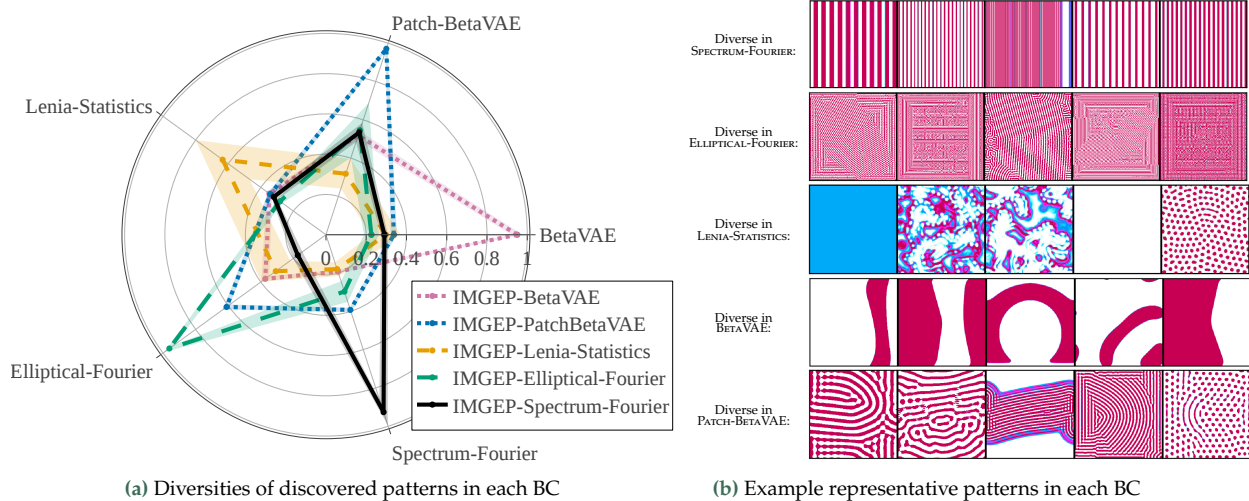 Patch-BetaVAE
Lenia-Statistics
BetaVAE
0 0.2 0.4 0.6 0.8 1
IMGEP-BetaVAE
IMGEP-PatchBetaVAE
IMGEP-Lenia-Statistics
IMGEP-Elliptical-Fourier
IMGEP-Spectrum-Fourier
Elliptical-Fourier
Spectrum-Fourier
(a) Diversities of discovered patterns in each BC
Diverse in
SPECTRUM-FOURIER:
Diverse in
ELLIPTICAL-FOURIER:
Diverse in
LENIA-STATISTICS:
Diverse in
BETAVAE:
Diverse in
PATCH-BETAVAE:
(b) Example representative patterns in each BC